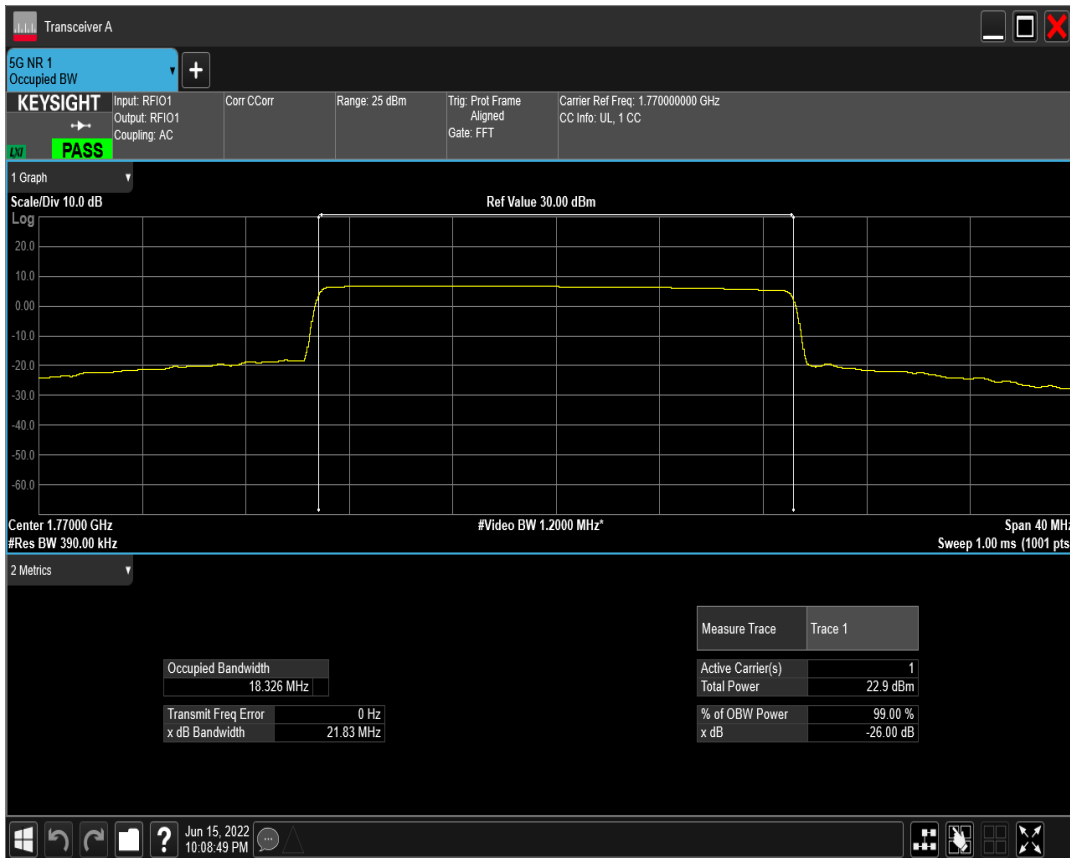 Transceiver A
5G NR 1
Occupied BW
KEYSIGHT
LXI
PASS
Input: RFIO1
Output: RFIO1
Coupling: AC
Corr CCorr
Range: 25 dBm
Trig: Prot Frame
Aligned
Gate: FFT
Carrier Ref Freq: 1.770000000 GHz
CC Info: UL, 1 CC
1 Graph
Scale/Div 10.0 dB
Ref Value 30.00 dBm
Log
20.0
10.0
0.00
-10.0
-20.0
-30.0
-40.0
-50.0
-60.0
Center 1.77000 GHz
#Video BW 1.2000 MHz*
Span 40 MHz
#Res BW 390.00 kHz
Sweep 1.00 ms (1001 pts
2 Metrics
Measure Trace Trace 1
Occupied Bandwidth
18.326 MHz
Active Carrier(s) 1
Total Power 22.9 dBm
Transmit Freq Error 0 Hz
x dB Bandwidth 21.83 MHz
% of OBW Power 99.00 %
x dB -26.00 dB
?
Jun 15, 2022
10:08:49 PM